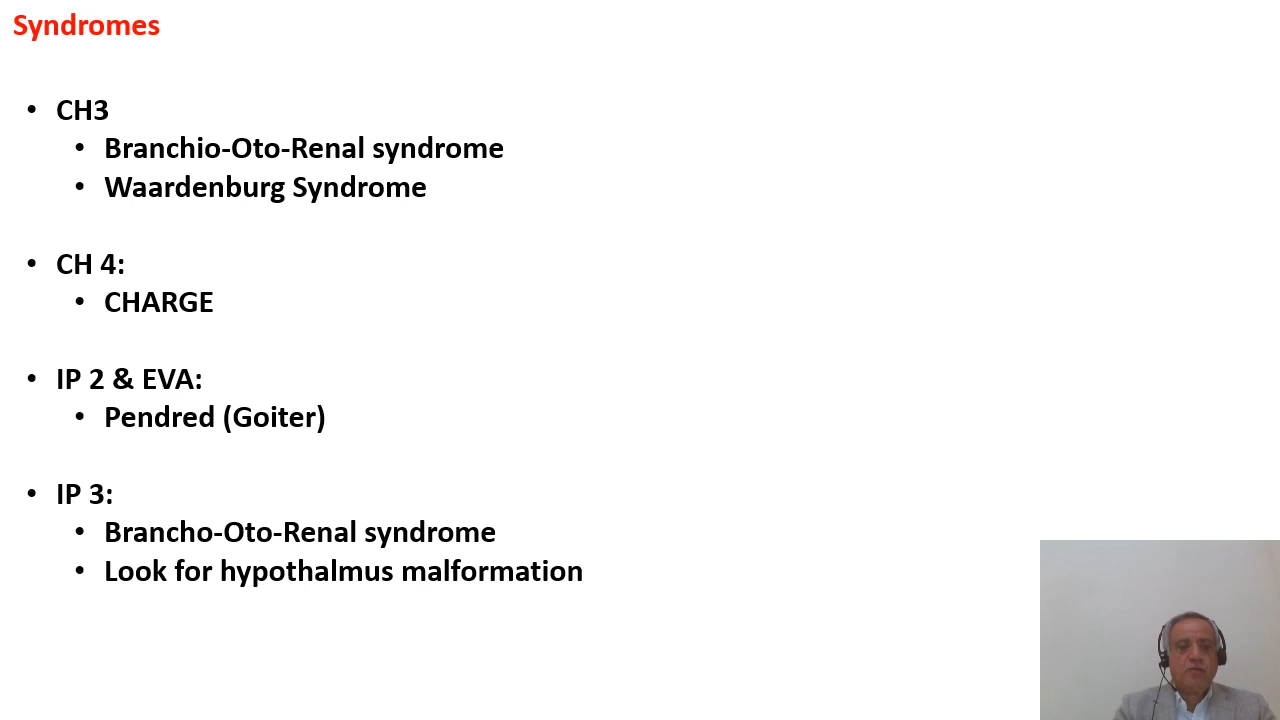 Syndromes
• CH3
• Branchio-Oto-Renal syndrome
• Waardenburg Syndrome
• CH 4:
• CHARGE
• IP 2 & EVA:
• Pendred (Goiter)
• IP 3:
• Brancho-Oto-Renal syndrome
• Look for hypothalmus malformation